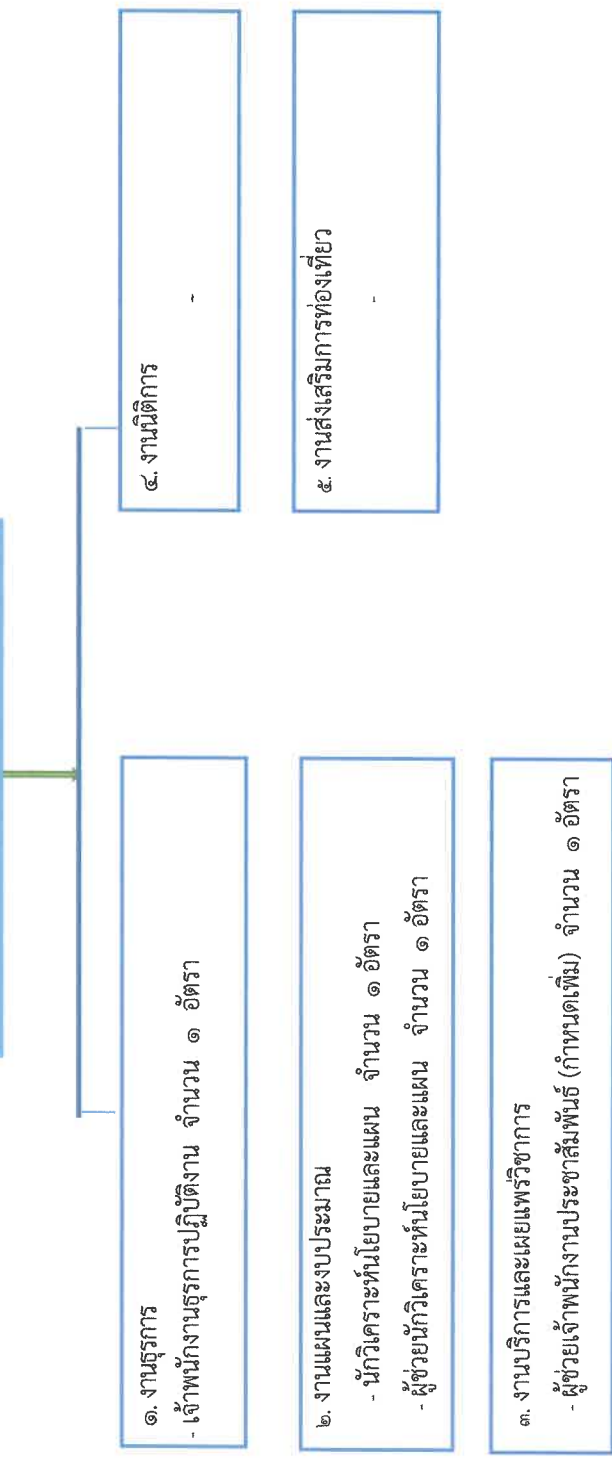 ๑. งานธุรการ
- เจ้าพนักงานธุรการปฏิบัติงาน จำนวน ๑ อัตรา
๒. งานแผนและงบประมาณ
- นักวิเคราะห์นโยบายและแผน จำนวน ๑ อัตรา
- ผู้ช่วยนักวิเคราะห์นโยบายและแผน จำนวน ๑ อัตรา
๓. งานบริการและเผยแพร่วิชาการ
- ผู้ช่วยเจ้าพนักงานประชาสัมพันธ์ (กำหนดเพิ่ม) จำนวน ๑ อัตรา
๔. งานนิติการ
-
๕. งานส่งเสริมการท่องเที่ยว
-